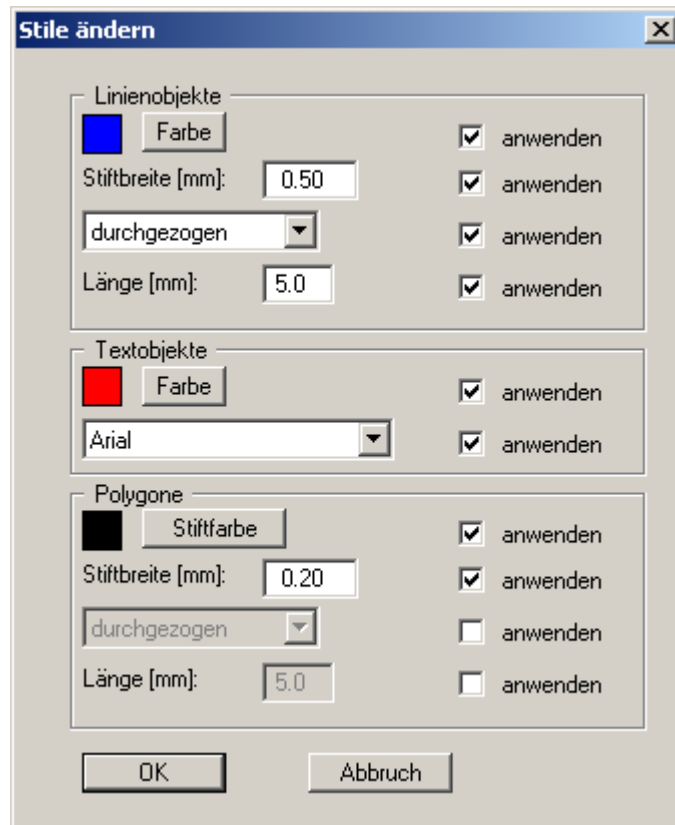 Stile ändern
Linienobjekte
Farbe anwenden
Stiftbreite [mm]: 0.50 anwenden
durchgezogen anwenden
Länge [mm]: 5.0 anwenden
Textobjekte
Farbe anwenden
Arial anwenden
Polygone
Stiftfarbe anwenden
Stiftbreite [mm]: 0.20 anwenden
durchgezogen anwenden
Länge [mm]: 5.0 anwenden
OK Abbruch